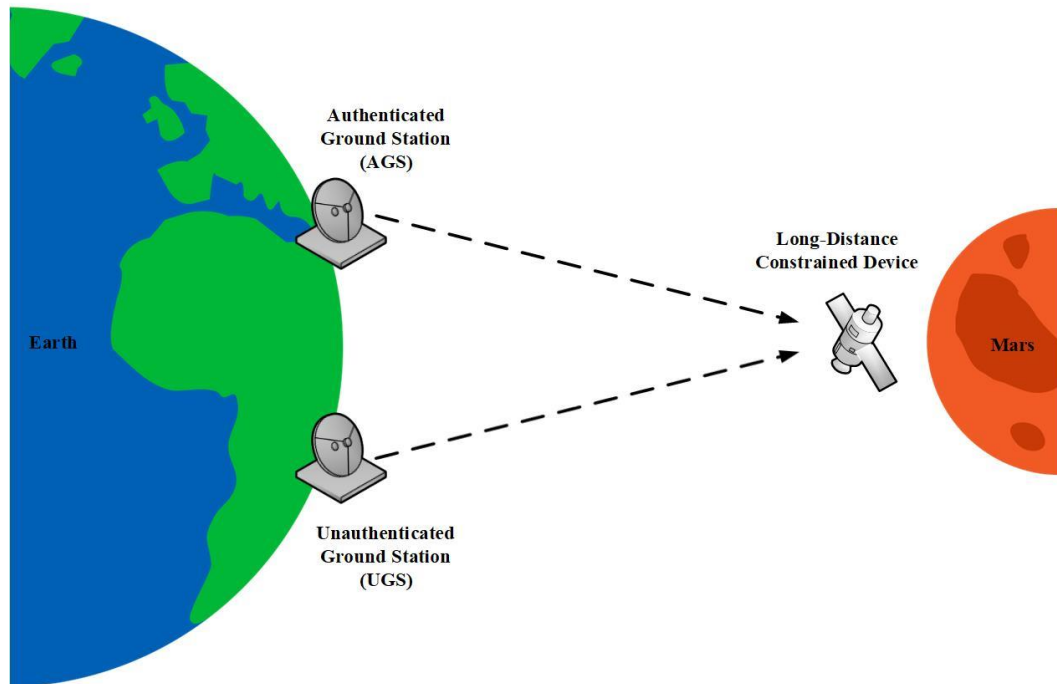 Authenticated
Ground Station
(AGS)
Long-Distance
Constrained Device
Earth
Mars
Unauthenticated
Ground Station
(UGS)